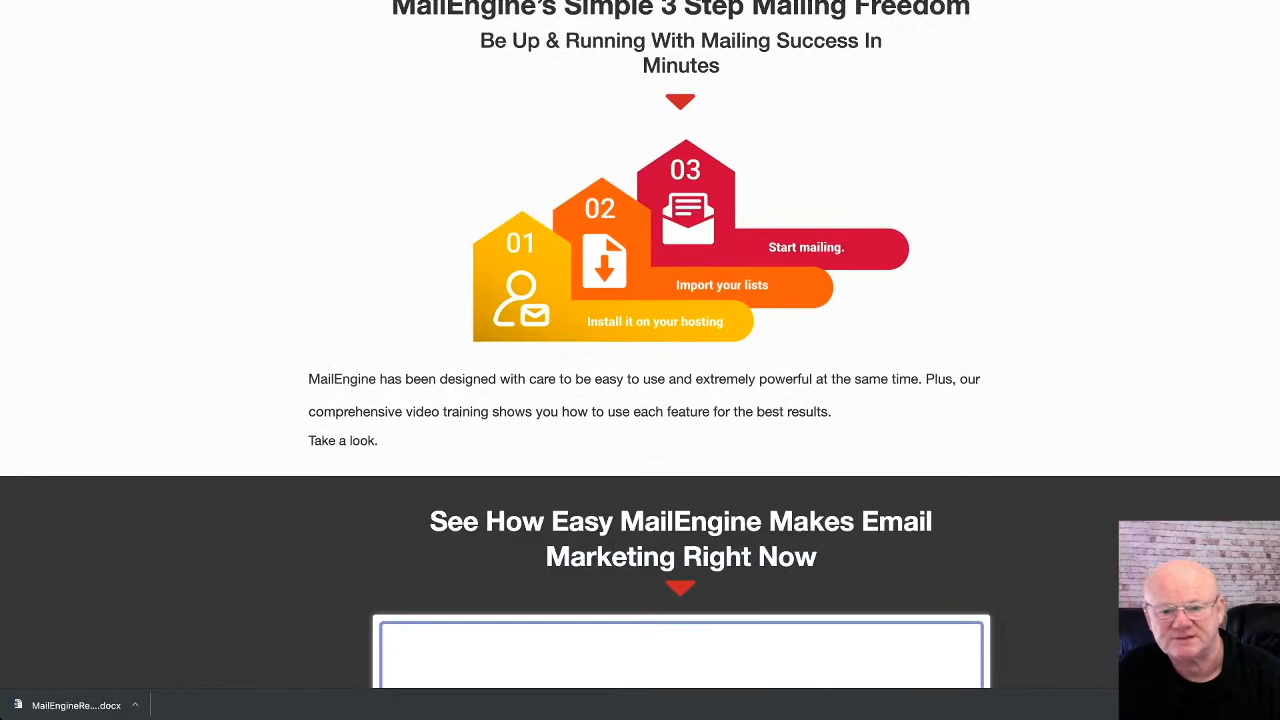 MailEngine's Simple 3 Step Mailing Freedom
Be Up & Running With Mailing Success In
Minutes
03
Start mailing.
02
Import your lists
01
Install it on your hosting
MailEngine has been designed with care to be easy to use and extremely powerful at the same time. Plus, our
comprehensive video training shows you how to use each feature for the best results.
Take a look.
See How Easy MailEngine Makes Email
Marketing Right Now
MailEngineRe....docx